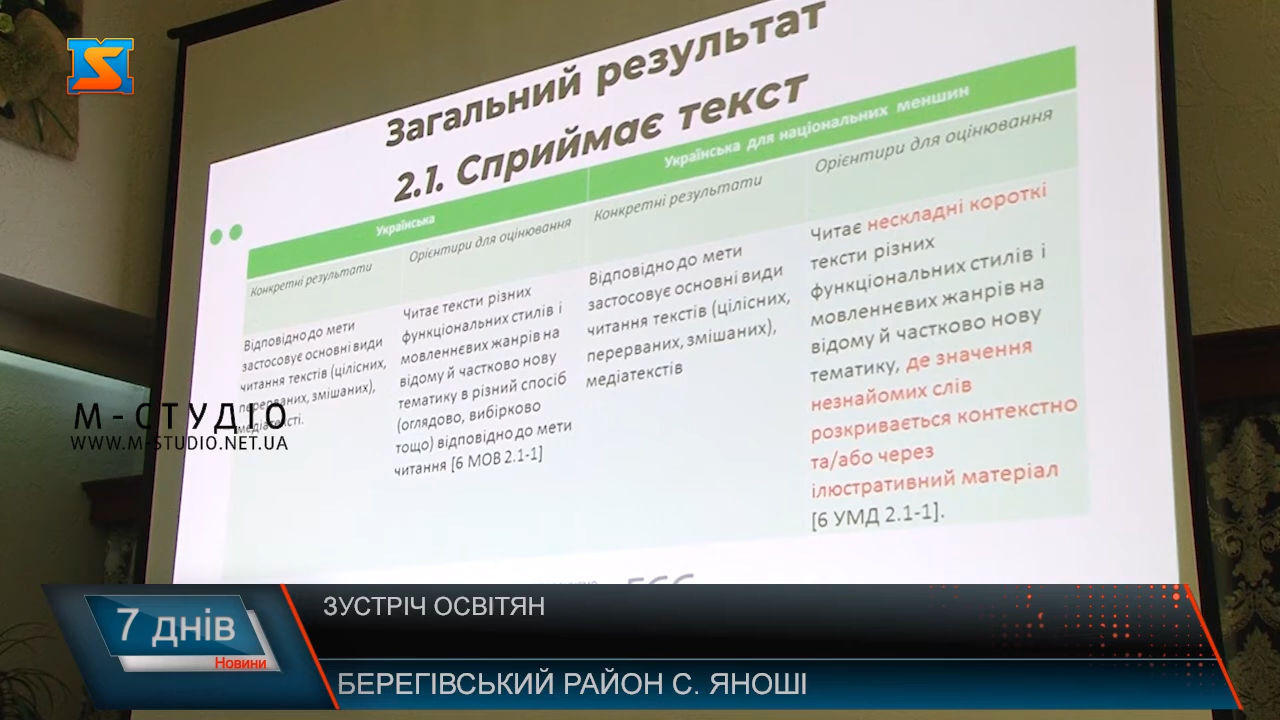 Загальний результат
2.1. Сприймає текст
Українська
Українська для національних меншин
Конкретні результати
Орієнтири для оцінювання
Конкретні результати
Орієнтири для оцінювання
Відповідно до мети
застосовує основні види
читання текстів (цілісних,
перерваних, змішаних),
медіатексті.
Читає тексти різних
функціональних стилів і
мовленнєвих жанрів на
відому й частково нову
тематику в різний спосіб
(оглядово, вибірково
тощо) відповідно до мети
читання [6 МОВ 2.1-1]
Відповідно до мети
застосовує основні види
читання текстів (цілісних,
перерваних, змішаних),
медіатекстів
Читає нескладні короткі
тексти різних
функціональних стилів і
мовленнєвих жанрів на
відому й частково нову
тематику, де значення
незнайомих слів
розкривається контекстно
та/або через
ілюстративний матеріал
[6 УМД 2.1-1].
М-СТУДІО
WWW.M-STUDIO.NET.UA
7 днів
Новини
ЗУСТРІЧ ОСВІТЯН
БЕРЕГІВСЬКИЙ РАЙОН С. ЯНОШІ